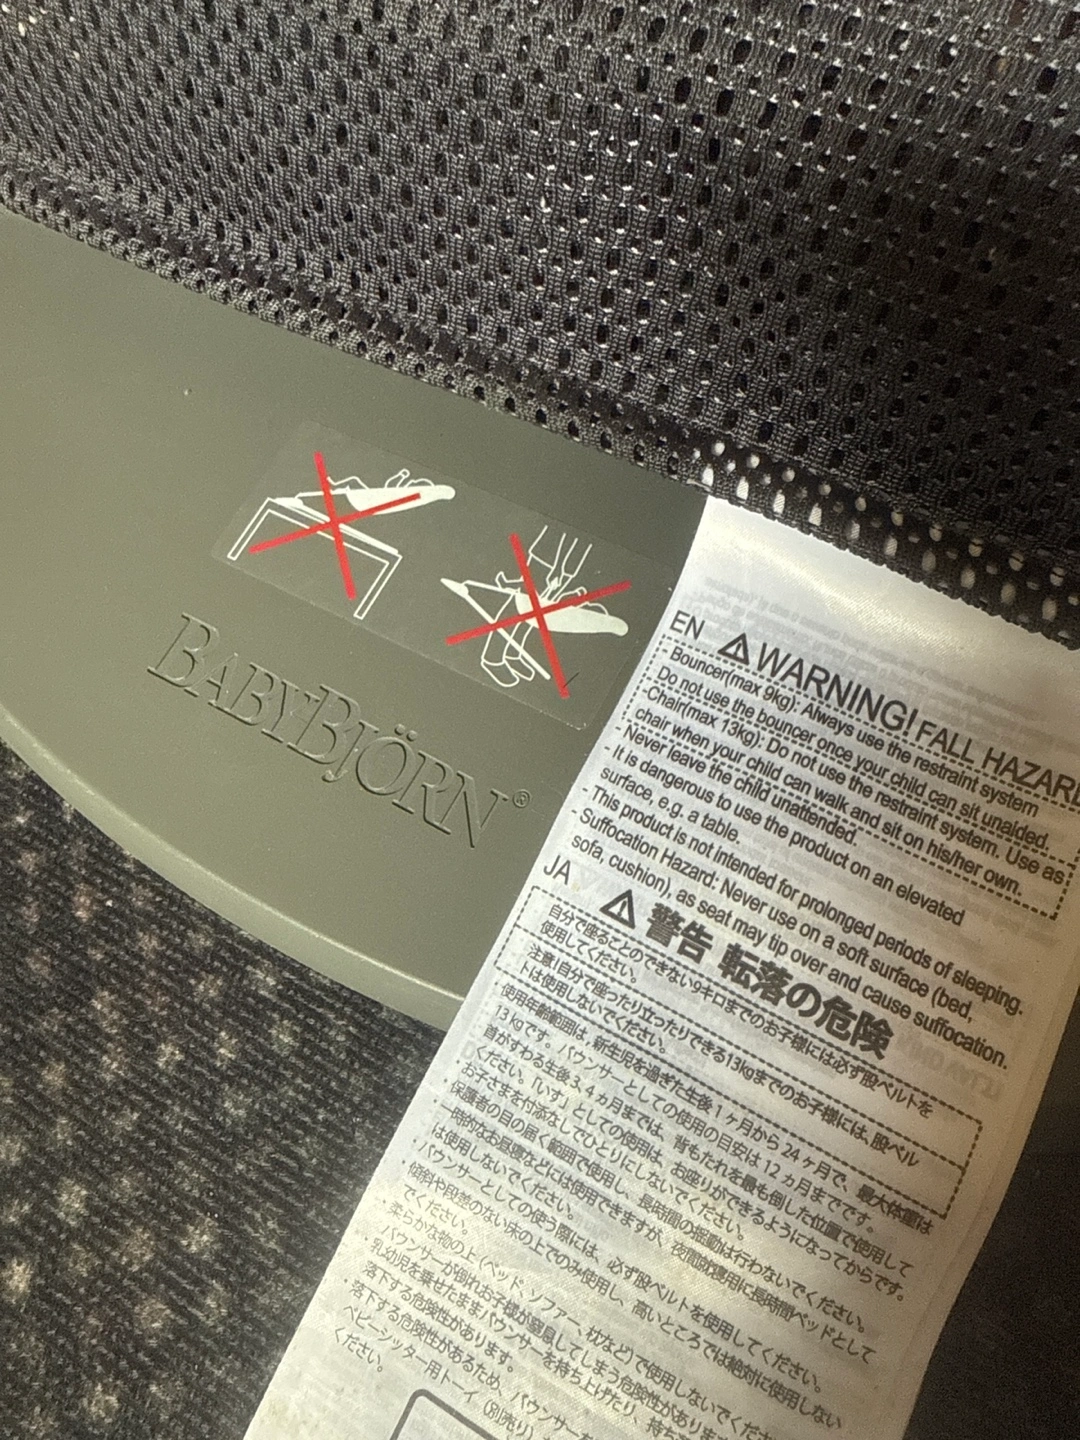 BABYBJÖRN®
EN ⚠ WARNING! FALL HAZARD
- Bouncer(max 9kg): Always use the restraint system
Do not use the bouncer once your child can sit unaided.
-Chair(max 13kg): Do not use the restraint system. Use as
chair when your child can walk and sit on his/her own.
- Never leave the child unattended.
- It is dangerous to use the product on an elevated
surface, e.g. a table.
- This product is not intended for prolonged periods of sleeping.
- Suffocation Hazard: Never use on a soft surface (bed,
sofa, cushion), as seat may tip over and cause suffocation.
JA
⚠ 警告 転落の危険
自分で座ることのできない9キロまでのお子様には必ず股ベルトを
使用してください。
注意!自分で座ったり立ったりできる13kgまでのお子様には、股ベル
トは使用しないでください。
使用年齢範囲は、新生児を過ぎた生後1ヶ月から24ヶ月で、最大体重は
13kgです。バウンサーとしての使用の目安は12ヵ月までです。
首がすわる生後3、4ヵ月までは、背もたれを最も倒した位置で使用して
ください。「いす」としての使用は、お座りができるようになってからです。
お子さまを付添なしでひとりにしないでください。
・保護者の目の届く範囲で使用し、長時間の揺動は行わないでください。
一時的なお昼寝などには使用できますが、夜間就寝用に長時間ベッドとして
は使用しないでください。
・バウンサーとしての使う際には、必ず股ベルトを使用してください。
・傾斜や段差のない床の上でのみ使用し、高いところでは絶対に使用しない
でください。
・柔らかな物の上(ベッド、ソファー、枕など)で使用しないでください。
バウンサーが倒れお子様が窒息してしまう危険性があります
・乳幼児を乗せたままバウンサーを持ち上げたり、持ち
落下する危険性があります。
・落下する危険性があるため、バウンサーを
ベビーシッター用トーイ(別売り)
ください。